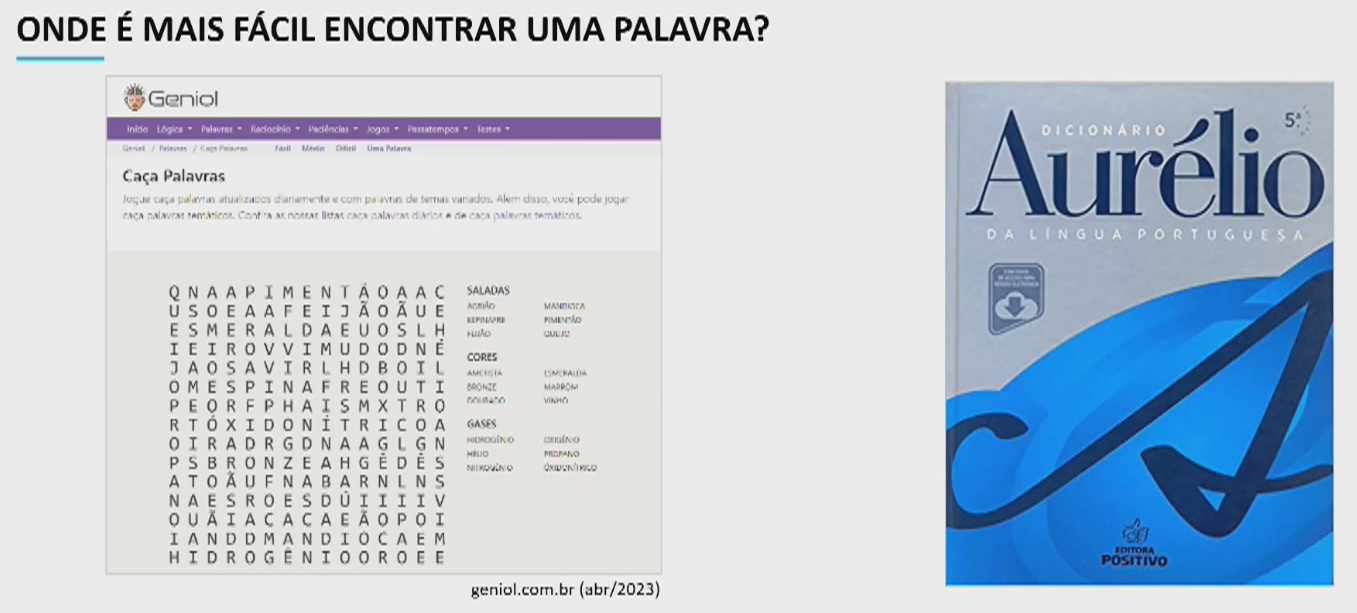 ONDE É MAIS FÁCIL ENCONTRAR UMA PALAVRA?
Geniol
Início Lógica Palavras Raciocínio Paciências Jogos Passatempos Testes
Geniol / Palavras / Caça Palavras Fácil Médio Difícil Uma Palavra
Caça Palavras
Jogue caça palavras atualizados diariamente e com palavras de temas variados. Além disso, você pode jogar
caça palavras temáticos. Confira as nossas listas caça palavras diários e de caça palavras temáticos.
Q N A A P I M E N T Ã O A A C
U S O E A A F E I J Ã O Ã U E
E S M E R A L D A E U O S L H
I E I R O V V I M U D O D N É
J A O S A V I R L H D B O I L
O M E S P I N A F R E O U T I
P E O R F P H A I S M X T R O
R T Ó X I D O N Í T R I C O A
O I R A D R G D N A A G L G N
P S B R O N Z E A H G Ê D Ê S
A T O Ã U F N A B A R N L N S
N A E S R O E S D Ú I I I I V
O U Ã I A C A C A E Ã O P O I
I A N D D M A N D I O C A E M
H I D R O G Ê N I O O R O E E
SALADAS
AGRIÃO MANDIOCA
ESPINAFRE PIMENTÃO
FEIJÃO QUEIJO
CORES
AMETISTA ESMERALDA
BRONZE MARROM
DOURADO VINHO
GASES
HIDROGÊNIO OXIGÊNIO
HÉLIO PROPANO
NITROGÊNIO ÓXIDONÍTRICO
geniol.com.br (abr/2023)
5ª
DICIONÁRIO
Aurélio
DA LÍNGUA PORTUGUESA
A
EDITORA
POSITIVO